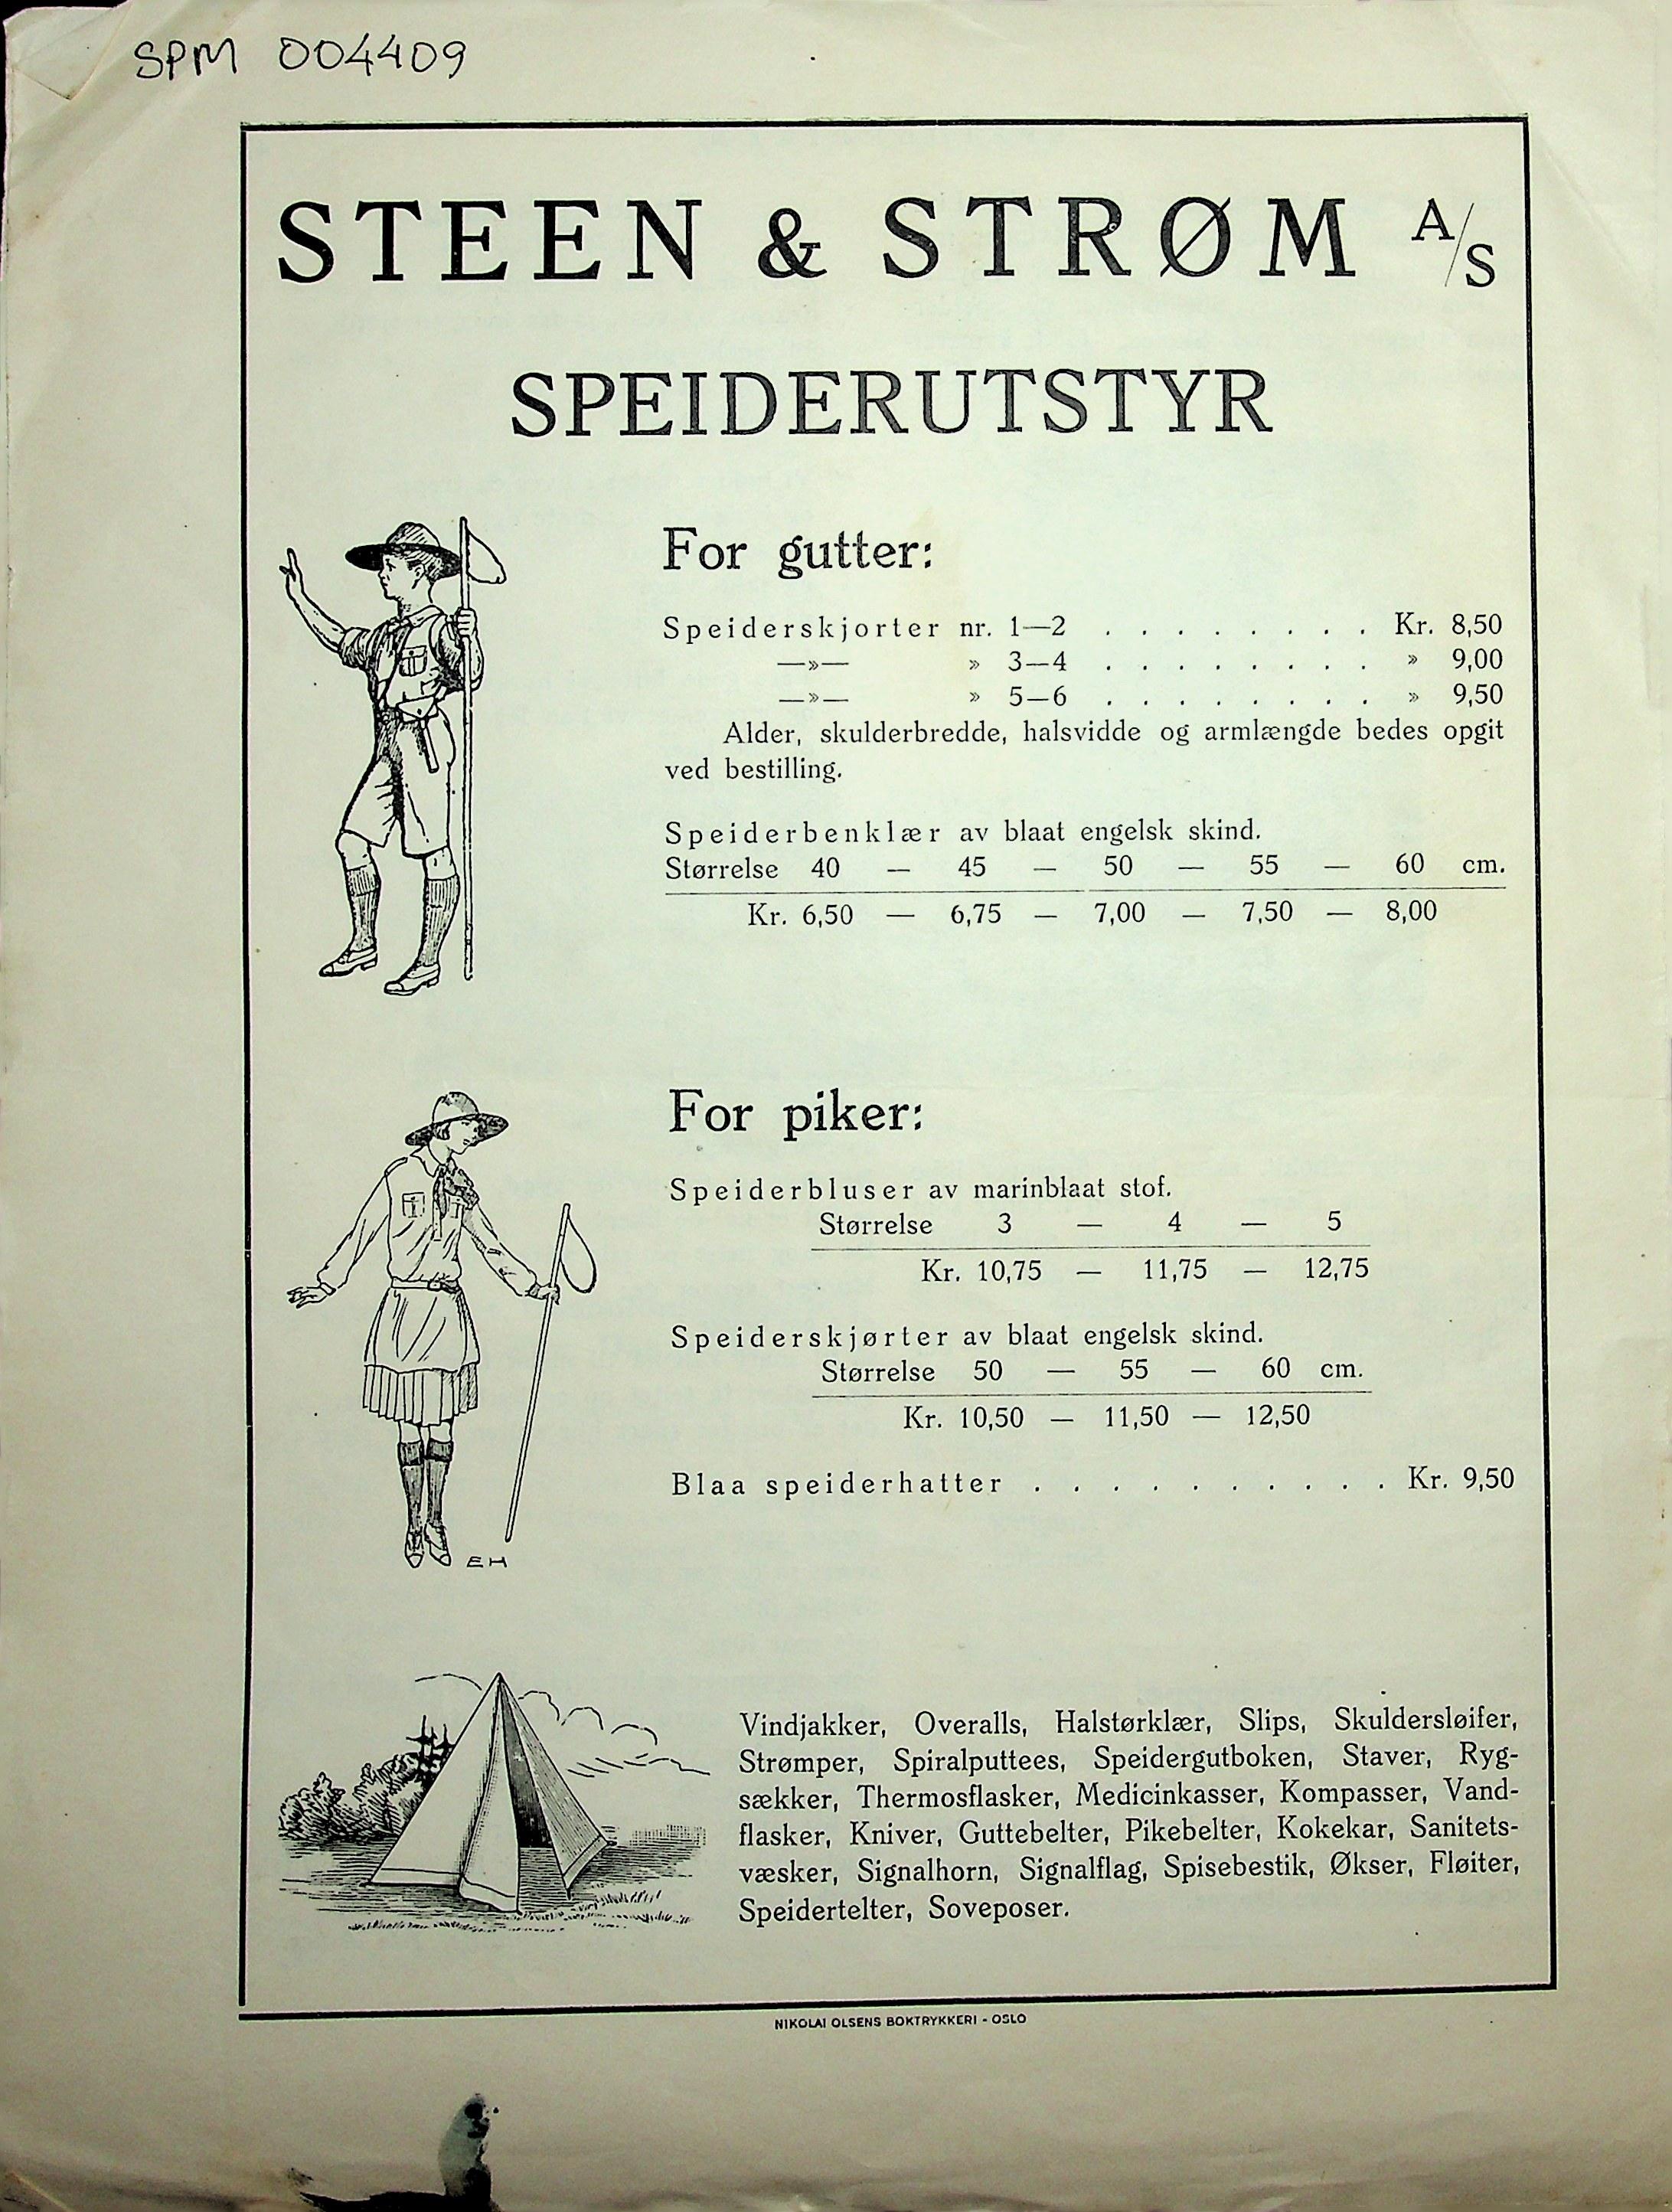 SPM 004409
STEEN & STRØM A/S
SPEIDERUTSTYR
For gutter:
Speiderskjorter nr. 1—2 . . . . . . . . Kr. 8,50
—»— » 3—4 . . . . . . . . » 9,00
—»— » 5—6 . . . . . . . . » 9,50
Alder, skulderbredde, halsvidde og armlængde bedes opgit
ved bestilling.
Speiderbenklær av blaat engelsk skind.
Størrelse 40 — 45 — 50 — 55 — 60 cm.
Kr. 6,50 — 6,75 — 7,00 — 7,50 — 8,00
For piker:
Speiderbluser av marinblaat stof.
Størrelse 3 — 4 — 5
Kr. 10,75 — 11,75 — 12,75
Speiderskjørter av blaat engelsk skind.
Størrelse 50 — 55 — 60 cm.
Kr. 10,50 — 11,50 — 12,50
Blaa speiderhatter . . . . . . . . . . Kr. 9,50
EH
Vindjakker, Overalls, Halstørklær, Slips, Skuldersløifer,
Strømper, Spiralputtees, Speidergutboken, Staver, Ryg-
sækker, Thermosflasker, Medicinkasser, Kompasser, Vand-
flasker, Kniver, Guttebelter, Pikebelter, Kokekar, Sanitets-
væsker, Signalhorn, Signalflag, Spisebestik, Økser, Fløiter,
Speidertelter, Soveposer.
NIKOLAI OLSENS BOKTRYKKERI - OSLO